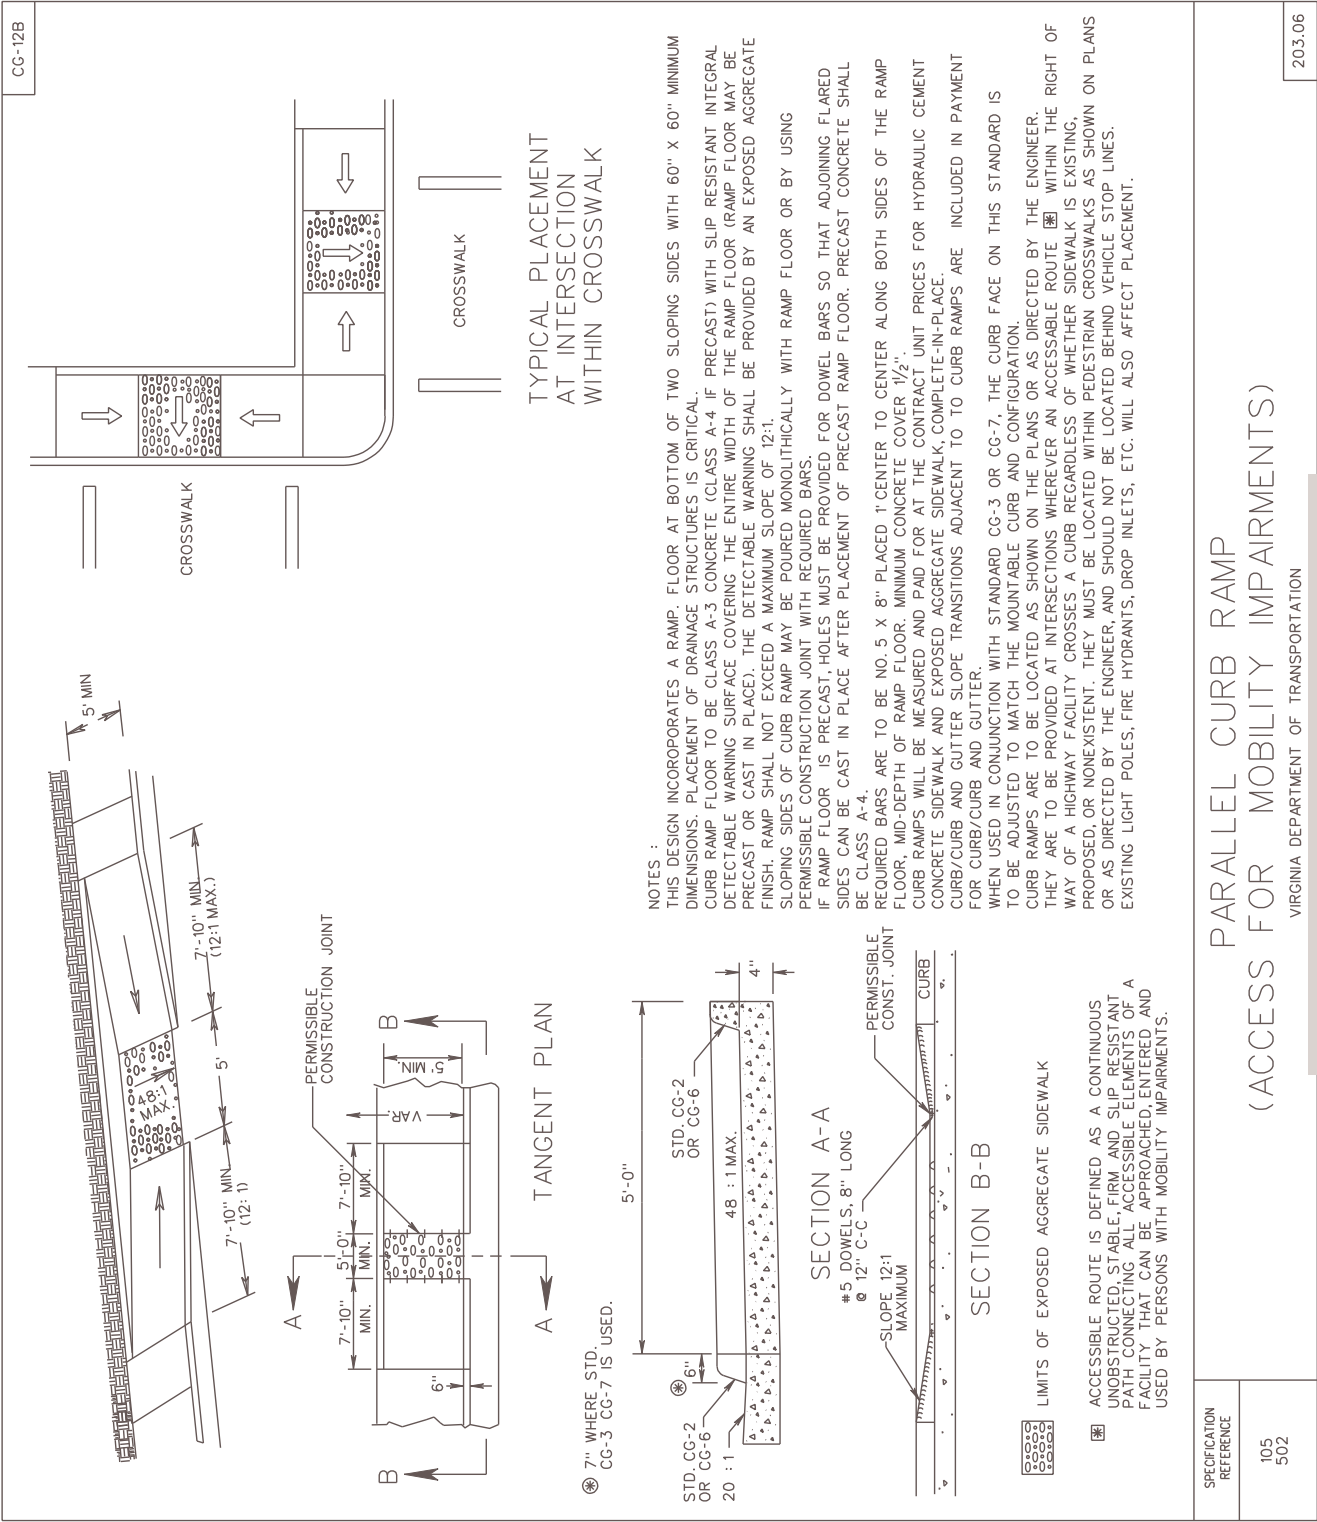 CG-12B
5' MIN
7'-10" MIN
(12:1 MAX.)
48:1
MAX.
5'
7'-10" MIN
(12: 1)
CROSSWALK
CROSSWALK
TYPICAL PLACEMENT
AT INTERSECTION
WITHIN CROSSWALK
PERMISSIBLE
CONSTRUCTION JOINT
A
A
B
B
7'-10"
MIN.
5'-0"
MIN.
7'-10"
MIN.
VAR.
5' MIN.
6"
TANGENT PLAN
7" WHERE STD.
CG-3 CG-7 IS USED.
5'-0"
STD. CG-2
OR CG-6
4"
48 : 1 MAX.
6"
STD. CG-2
OR CG-6
20 : 1
SECTION A-A
#5 DOWELS, 8" LONG
@ 12" C-C
PERMISSIBLE
CONST. JOINT
SLOPE 12:1
MAXIMUM
CURB
SECTION B-B
LIMITS OF EXPOSED AGGREGATE SIDEWALK
* ACCESSIBLE ROUTE IS DEFINED AS A CONTINUOUS
UNOBSTRUCTED, STABLE, FIRM AND SLIP RESISTANT
PATH CONNECTING ALL ACCESSIBLE ELEMENTS OF A
FACILITY THAT CAN BE APPROACHED, ENTERED AND
USED BY PERSONS WITH MOBILITY IMPAIRMENTS.
NOTES :
THIS DESIGN INCOROPORATES A RAMP. FLOOR AT BOTTOM OF TWO SLOPING SIDES WITH 60" X 60" MINIMUM
DIMENISIONS. PLACEMENT OF DRAINAGE STRUCTURES IS CRITICAL.
CURB RAMP FLOOR TO BE CLASS A-3 CONCRETE (CLASS A-4 IF PRECAST) WITH SLIP RESISTANT INTEGRAL
DETECTABLE WARNING SURFACE COVERING THE ENTIRE WIDTH OF THE RAMP FLOOR (RAMP FLOOR MAY BE
PRECAST OR CAST IN PLACE). THE DETECTABLE WARNING SHALL BE PROVIDED BY AN EXPOSED AGGREGATE
FINISH. RAMP SHALL NOT EXCEED A MAXIMUM SLOPE OF 12:1.
SLOPING SIDES OF CURB RAMP MAY BE POURED MONOLITHICALLY WITH RAMP FLOOR OR BY USING
PERMISSIBLE CONSTRUCTION JOINT WITH REQUIRED BARS.
IF RAMP FLOOR IS PRECAST, HOLES MUST BE PROVIDED FOR DOWEL BARS SO THAT ADJOINING FLARED
SIDES CAN BE CAST IN PLACE AFTER PLACEMENT OF PRECAST RAMP FLOOR. PRECAST CONCRETE SHALL
BE CLASS A-4.
REQUIRED BARS ARE TO BE NO. 5 X 8" PLACED 1' CENTER TO CENTER ALONG BOTH SIDES OF THE RAMP
FLOOR, MID-DEPTH OF RAMP FLOOR. MINIMUM CONCRETE COVER 1/2".
CURB RAMPS WILL BE MEASURED AND PAID FOR AT THE CONTRACT UNIT PRICES FOR HYDRAULIC CEMENT
CONCRETE SIDEWALK AND EXPOSED AGGREGATE SIDEWALK, COMPLETE-IN-PLACE.
CURB/CURB AND GUTTER SLOPE TRANSITIONS ADJACENT TO TO CURB RAMPS ARE INCLUDED IN PAYMENT
FOR CURB/CURB AND GUTTER.
WHEN USED IN CONJUNCTION WITH STANDARD CG-3 OR CG-7, THE CURB FACE ON THIS STANDARD IS
TO BE ADJUSTED TO MATCH THE MOUNTABLE CURB AND CONFIGURATION.
CURB RAMPS ARE TO BE LOCATED AS SHOWN ON THE PLANS OR AS DIRECTED BY THE ENGINEER.
THEY ARE TO BE PROVIDED AT INTERSECTIONS WHEREVER AN ACCESSABLE ROUTE * WITHIN THE RIGHT OF
WAY OF A HIGHWAY FACILITY CROSSES A CURB REGARDLESS OF WHETHER SIDEWALK IS EXISTING,
PROPOSED, OR NONEXISTENT. THEY MUST BE LOCATED WITHIN PEDESTRIAN CROSSWALKS AS SHOWN ON PLANS
OR AS DIRECTED BY THE ENGINEER, AND SHOULD NOT BE LOCATED BEHIND VEHICLE STOP LINES.
EXISTING LIGHT POLES, FIRE HYDRANTS, DROP INLETS, ETC. WILL ALSO AFFECT PLACEMENT.
SPECIFICATION
REFERENCE
105
502
PARALLEL CURB RAMP
(ACCESS FOR MOBILITY IMPAIRMENTS)
VIRGINIA DEPARTMENT OF TRANSPORTATION
203.06